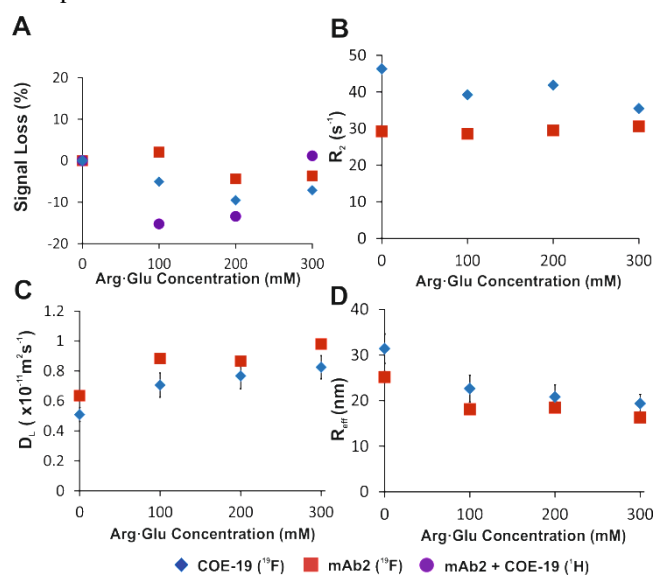 A
Signal Loss (%)
20
10
0
-10
-20
0
100
200
300
Arg·Glu Concentration (mM)
B
R2 (s-1)
50
40
30
20
10
0
0
100
200
300
Arg·Glu Concentration (mM)
C
DL ( x10-11m2s-1)
1.2
1
0.8
0.6
0.4
0.2
0
0
100
200
300
Arg·Glu Concentration (mM)
D
Reff (nm)
40
30
20
10
0
0
100
200
300
Arg·Glu Concentration (mM)
COE-19 (19F)
mAb2 (19F)
mAb2 + COE-19 (1H)